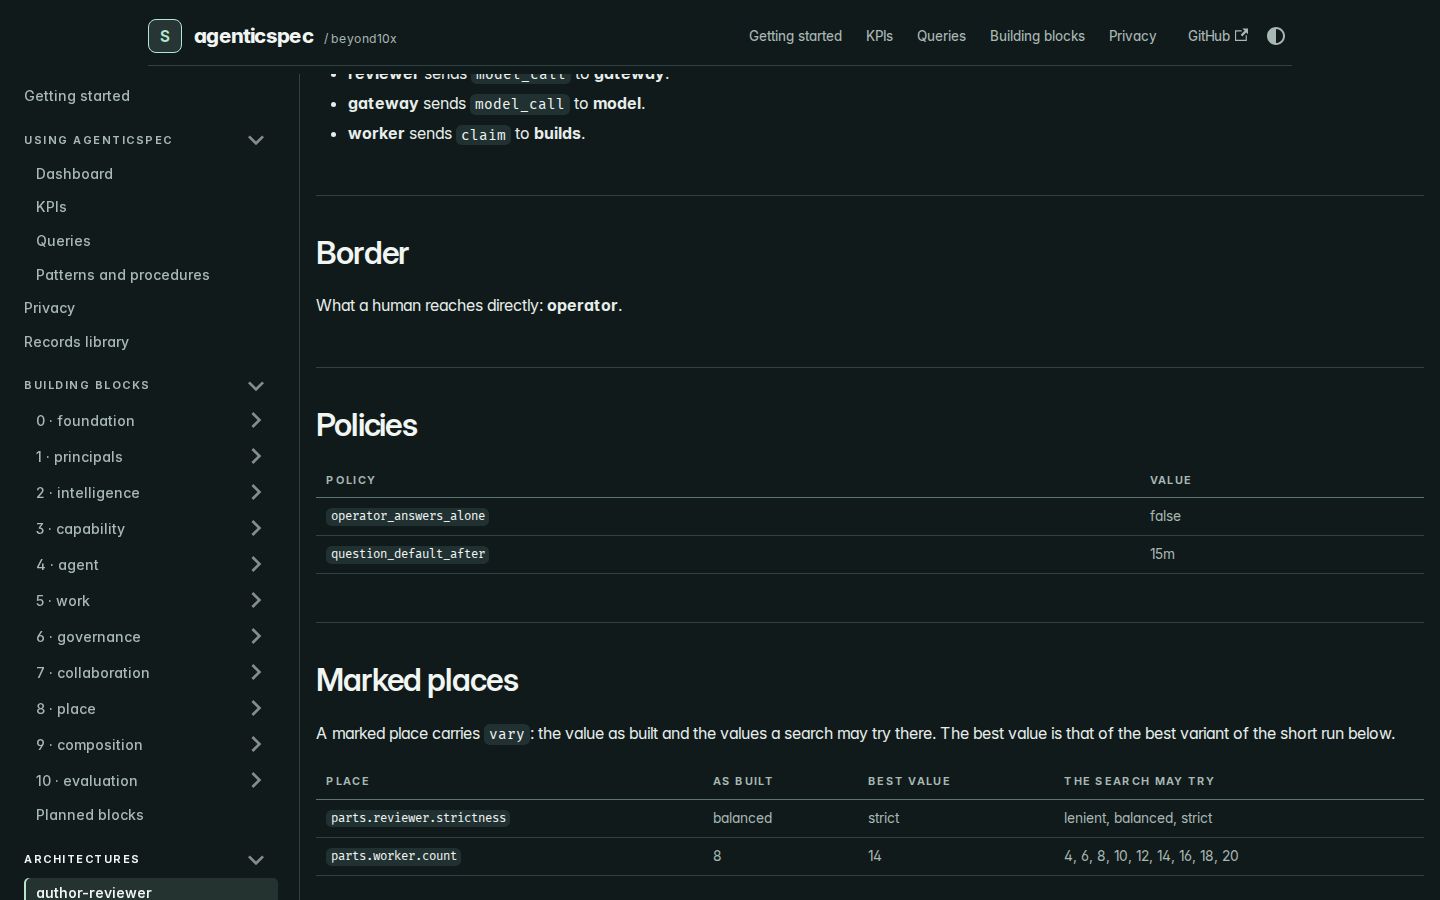 S agenticspec / beyond10x Getting started KPIs Queries Building blocks Privacy GitHub
Getting started
USING AGENTICSPEC
Dashboard
KPIs
Queries
Patterns and procedures
Privacy
Records library
BUILDING BLOCKS
0 · foundation
1 · principals
2 · intelligence
3 · capability
4 · agent
5 · work
6 · governance
7 · collaboration
8 · place
9 · composition
10 · evaluation
Planned blocks
ARCHITECTURES
author-reviewer
reviewer sends model_call to gateway.
gateway sends model_call to model.
worker sends claim to builds.
Border
What a human reaches directly: operator.
Policies
POLICY VALUE
operator_answers_alone false
question_default_after 15m
Marked places
A marked place carries vary: the value as built and the values a search may try there. The best value is that of the best variant of the short run below.
PLACE AS BUILT BEST VALUE THE SEARCH MAY TRY
parts.reviewer.strictness balanced strict lenient, balanced, strict
parts.worker.count 8 14 4, 6, 8, 10, 12, 14, 16, 18, 20